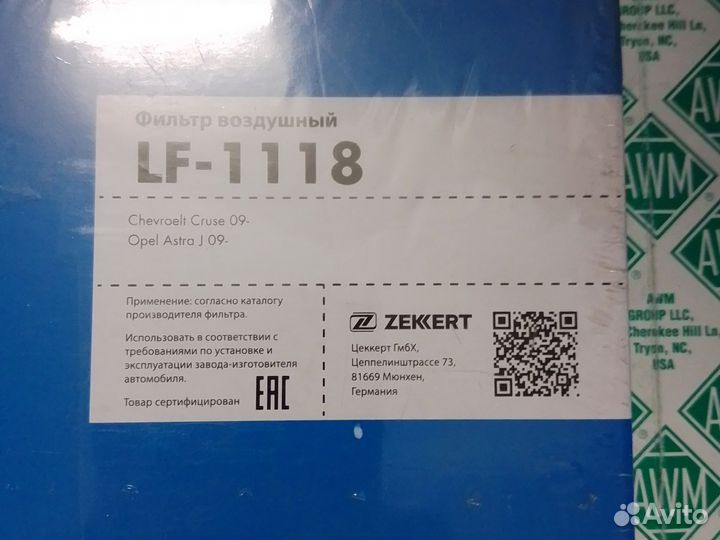 Фильтр воздушный
LF-1118
Chevroelt Cruse 09-
Opel Astra J 09-
Применение: согласно каталогу
производителя фильтра.
Использовать в соответствии с
требованиями по установке и
эксплуатации завода-изготовителя
автомобиля.
Товар сертифицирован
EAC
ZEKKERT
Цеккерт ГмбХ,
Цеппелинштрассе 73,
81669 Мюнхен,
Германия
GROUP LLC,
Cherokee Hill Ln,
Tryon, NC,
USA
AWM
AWM
GROUP LLC,
Cherokee Hill Ln,
Tryon, NC,
USA
AWM
Avito